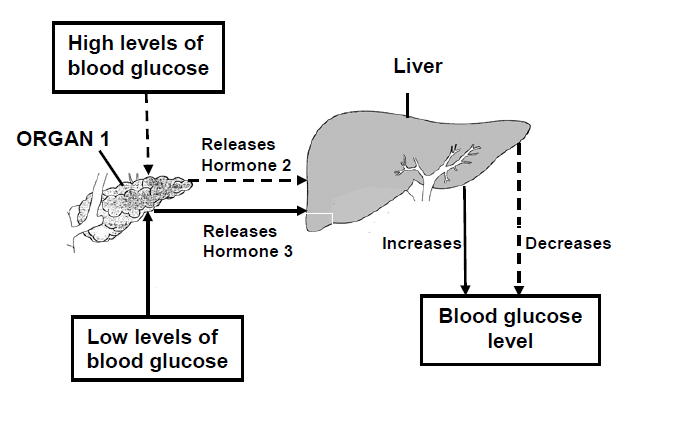 High levels of
blood glucose
Liver
ORGAN 1
Releases
Hormone 2
Releases
Hormone 3
Increases
Decreases
Low levels of
blood glucose
Blood glucose
level